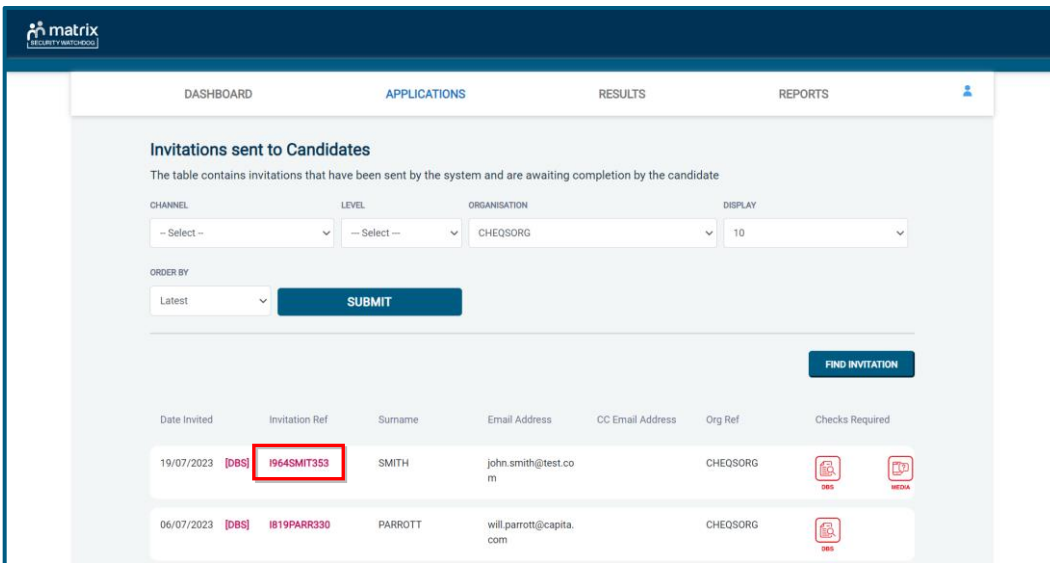 matrix
SECURITY WATCHDOG
DASHBOARD APPLICATIONS RESULTS REPORTS
Invitations sent to Candidates
The table contains invitations that have been sent by the system and are awaiting completion by the candidate
CHANNEL LEVEL ORGANISATION DISPLAY
-- Select -- --- Select --- CHEQSORG 10
ORDER BY
Latest SUBMIT
FIND INVITATION
Date Invited Invitation Ref Surname Email Address CC Email Address Org Ref Checks Required
19/07/2023 [DBS] I964SMIT353 SMITH john.smith@test.co CHEQSORG
m
DBS MEDIA
06/07/2023 [DBS] I819PARR330 PARROTT will.parrott@capita. CHEQSORG
com
DBS